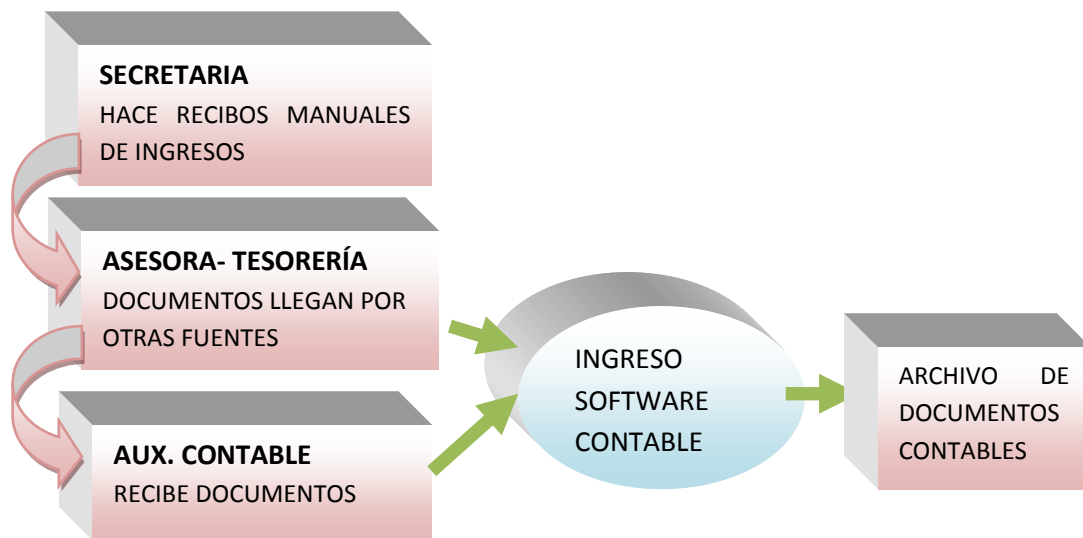 SECRETARIA
HACE RECIBOS MANUALES
DE INGRESOS
ASESORA- TESORERÍA
DOCUMENTOS LLEGAN POR
OTRAS FUENTES
AUX. CONTABLE
RECIBE DOCUMENTOS
INGRESO
SOFTWARE
CONTABLE
ARCHIVO DE
DOCUMENTOS
CONTABLES